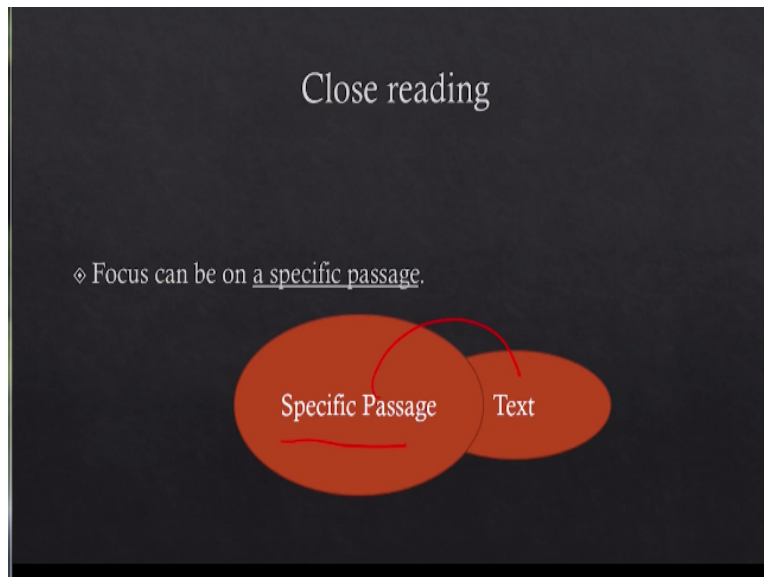 Close reading
Focus can be on a specific passage.
Specific Passage
Text